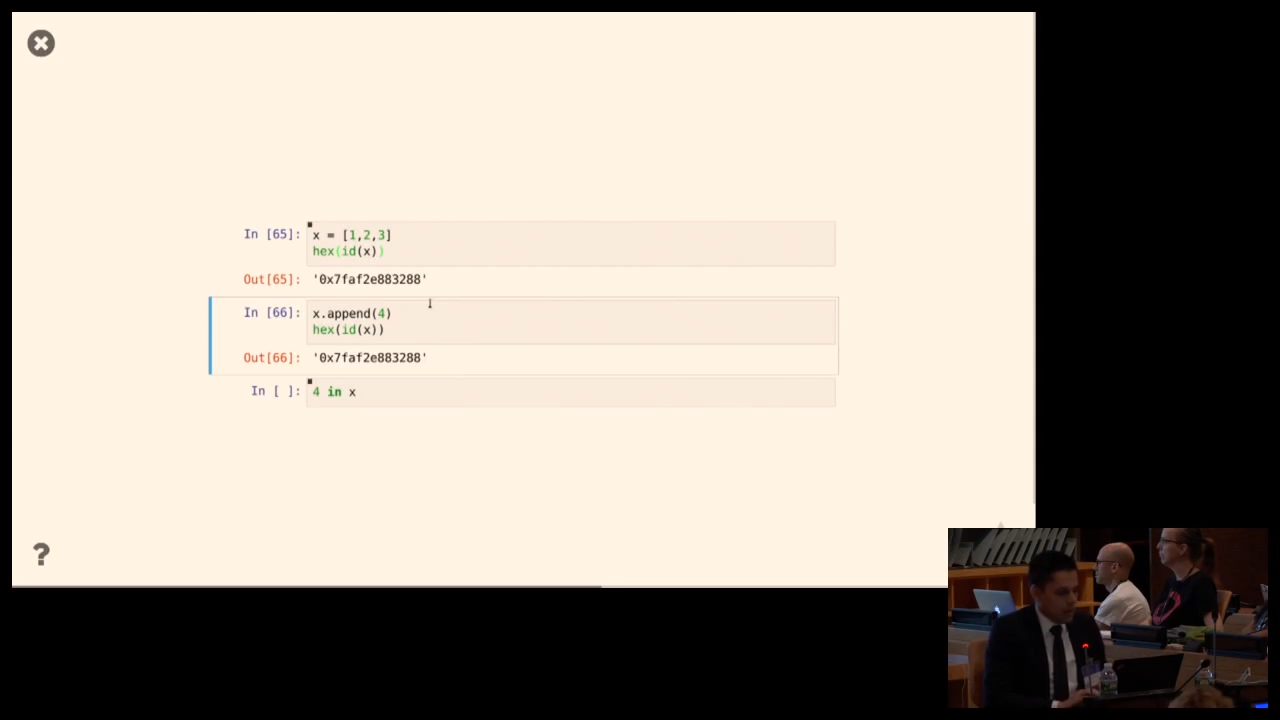 In [65]: x = [1,2,3]
hex(id(x))
Out[65]: '0x7faf2e883288'
In [66]: x.append(4)
hex(id(x))
Out[66]: '0x7faf2e883288'
In [ ]: 4 in x
?